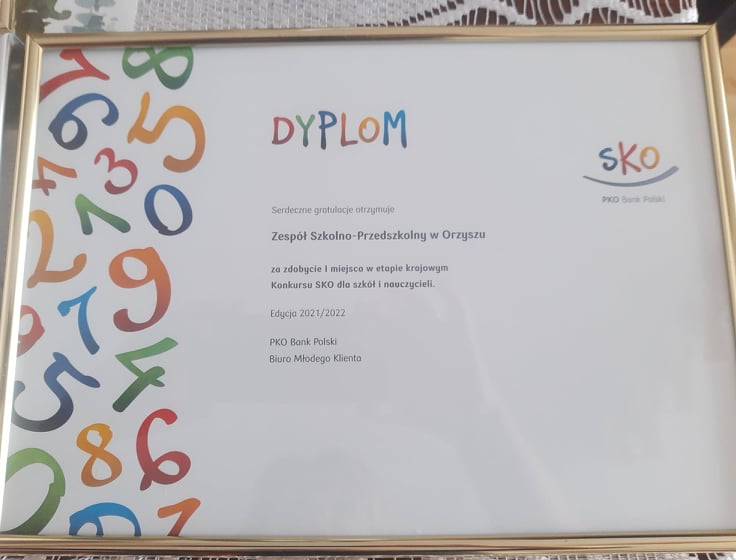 DYPLOM
SKO
PKO Bank Polski
Serdeczne gratulacje otrzymuje
Zespół Szkolno-Przedszkolny w Orzyszu
za zdobycie I miejsca w etapie krajowym
Konkursu SKO dla szkół i nauczycieli.
Edycja 2021/2022
PKO Bank Polski
Biuro Młodego Klienta